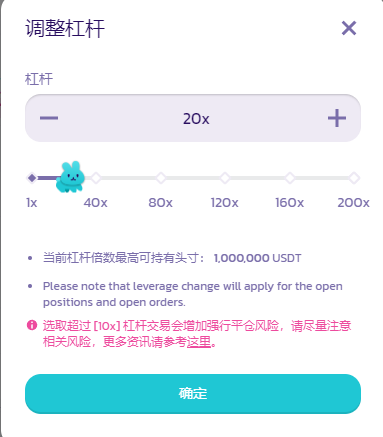 调整杠杆
杠杆
20x
1x 40x 80x 120x 160x 200x
当前杠杆倍数最高可持有头寸： 1,000,000 USDT
Please note that leverage change will apply for the open
positions and open orders.
选取超过 [10x] 杠杆交易会增加强行平仓风险，请尽量注意
相关风险，更多资讯请参考这里。
确定